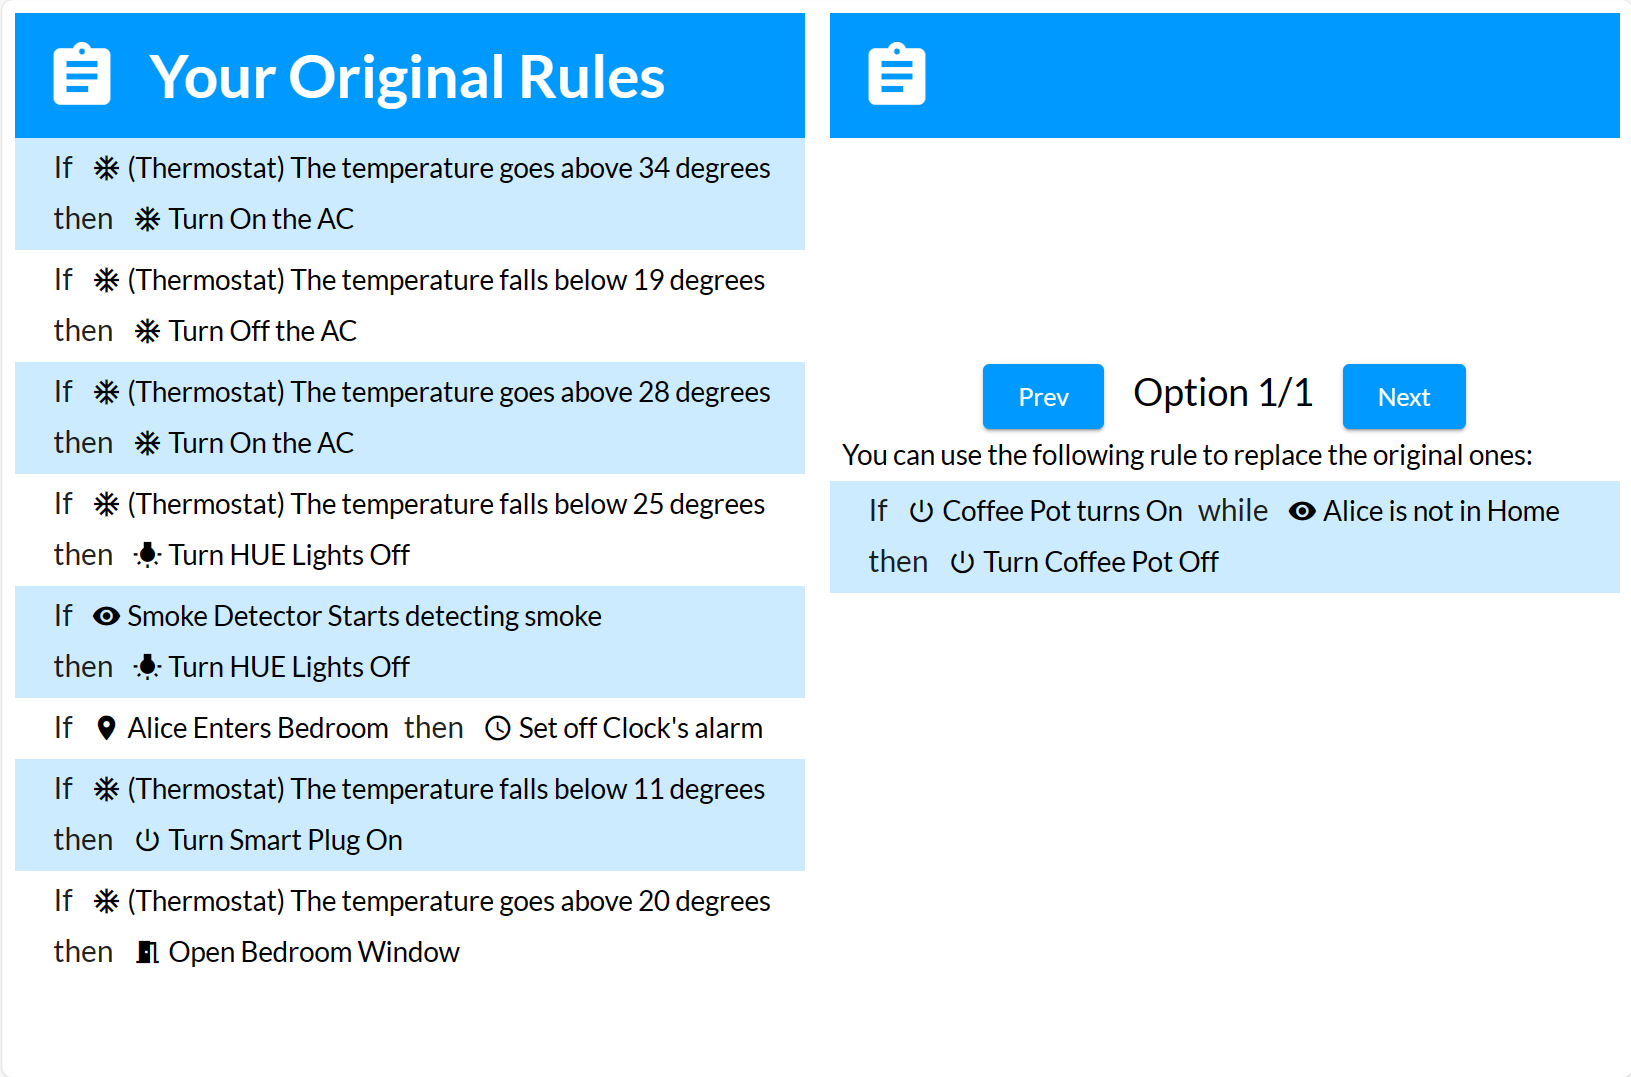 Your Original Rules
If (Thermostat) The temperature goes above 34 degrees
then Turn On the AC
If (Thermostat) The temperature falls below 19 degrees
then Turn Off the AC
If (Thermostat) The temperature goes above 28 degrees
then Turn On the AC
If (Thermostat) The temperature falls below 25 degrees
then Turn HUE Lights Off
If Smoke Detector Starts detecting smoke
then Turn HUE Lights Off
If Alice Enters Bedroom then Set off Clock's alarm
If (Thermostat) The temperature falls below 11 degrees
then Turn Smart Plug On
If (Thermostat) The temperature goes above 20 degrees
then Open Bedroom Window
Prev Option 1/1 Next
You can use the following rule to replace the original ones:
If Coffee Pot turns On while Alice is not in Home
then Turn Coffee Pot Off